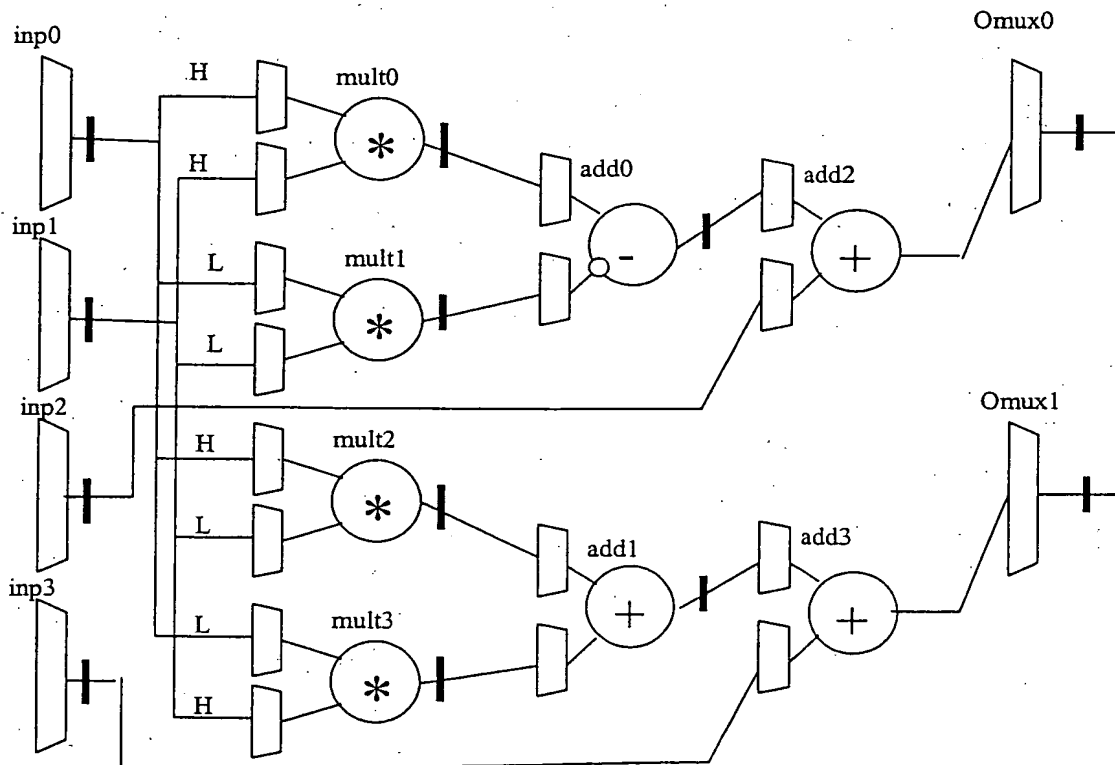 inp0
Omux0
H
mult0
*
H
add0
add2
inp1
L
mult1
-
+
*
L
inp2
Omux1
H
mult2
*
L
add1
add3
inp3
+
+
L
mult3
*
H